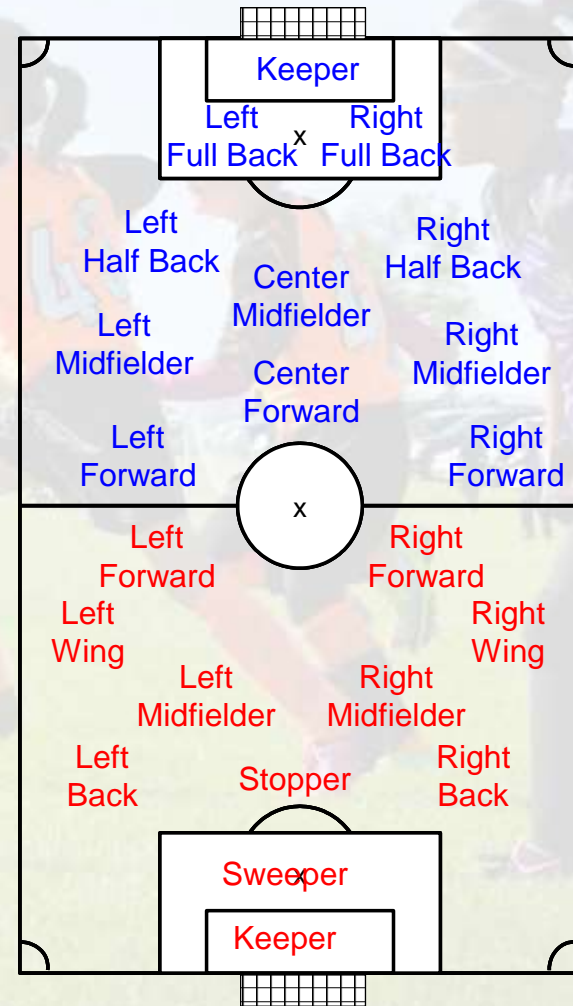 Keeper
Left
Full Back
x
Right
Full Back
Left
Half Back
Right
Half Back
Center
Midfielder
Left
Midfielder
Right
Midfielder
Center
Forward
Left
Forward
Right
Forward
x
Left
Forward
Right
Forward
Left
Wing
Right
Wing
Left
Midfielder
Right
Midfielder
Left
Back
Stopper
Right
Back
Sweeper
x
Keeper